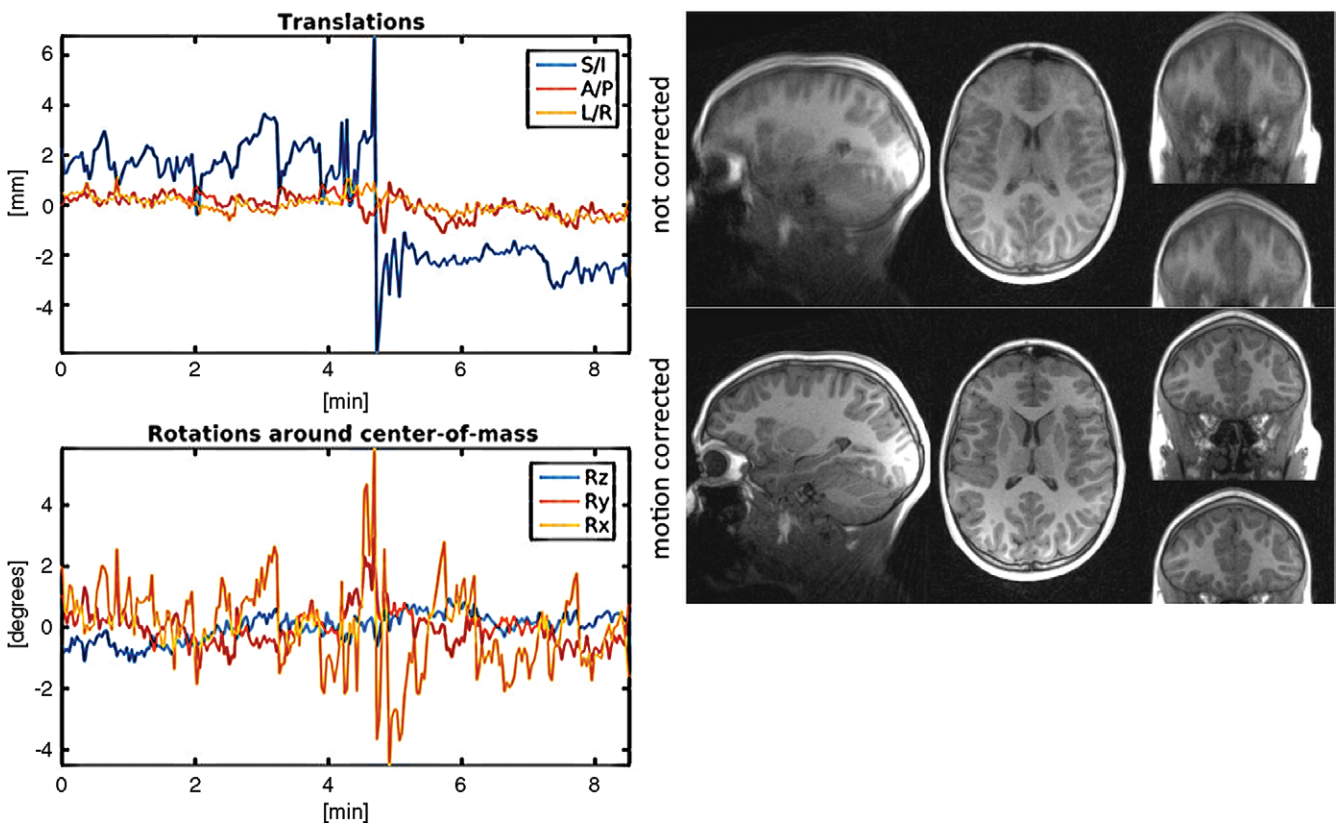 Translations
6
4
2
0
-2
-4
[mm]
S/I
A/P
L/R
0 2 4 6 8
[min]
Rotations around center-of-mass
4
2
0
-2
-4
[degrees]
Rz
Ry
Rx
0 2 4 6 8
[min]
not corrected
motion corrected